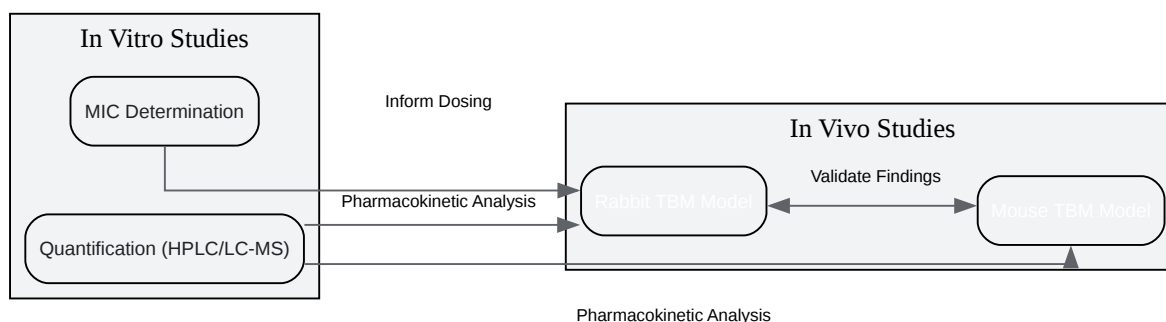 In Vitro Studies
MIC Determination
Inform Dosing
In Vivo Studies
Rabbit TBM Model
Validate Findings
Mouse TBM Model
Pharmacokinetic Analysis
Quantification (HPLC/LC-MS)
Pharmacokinetic Analysis